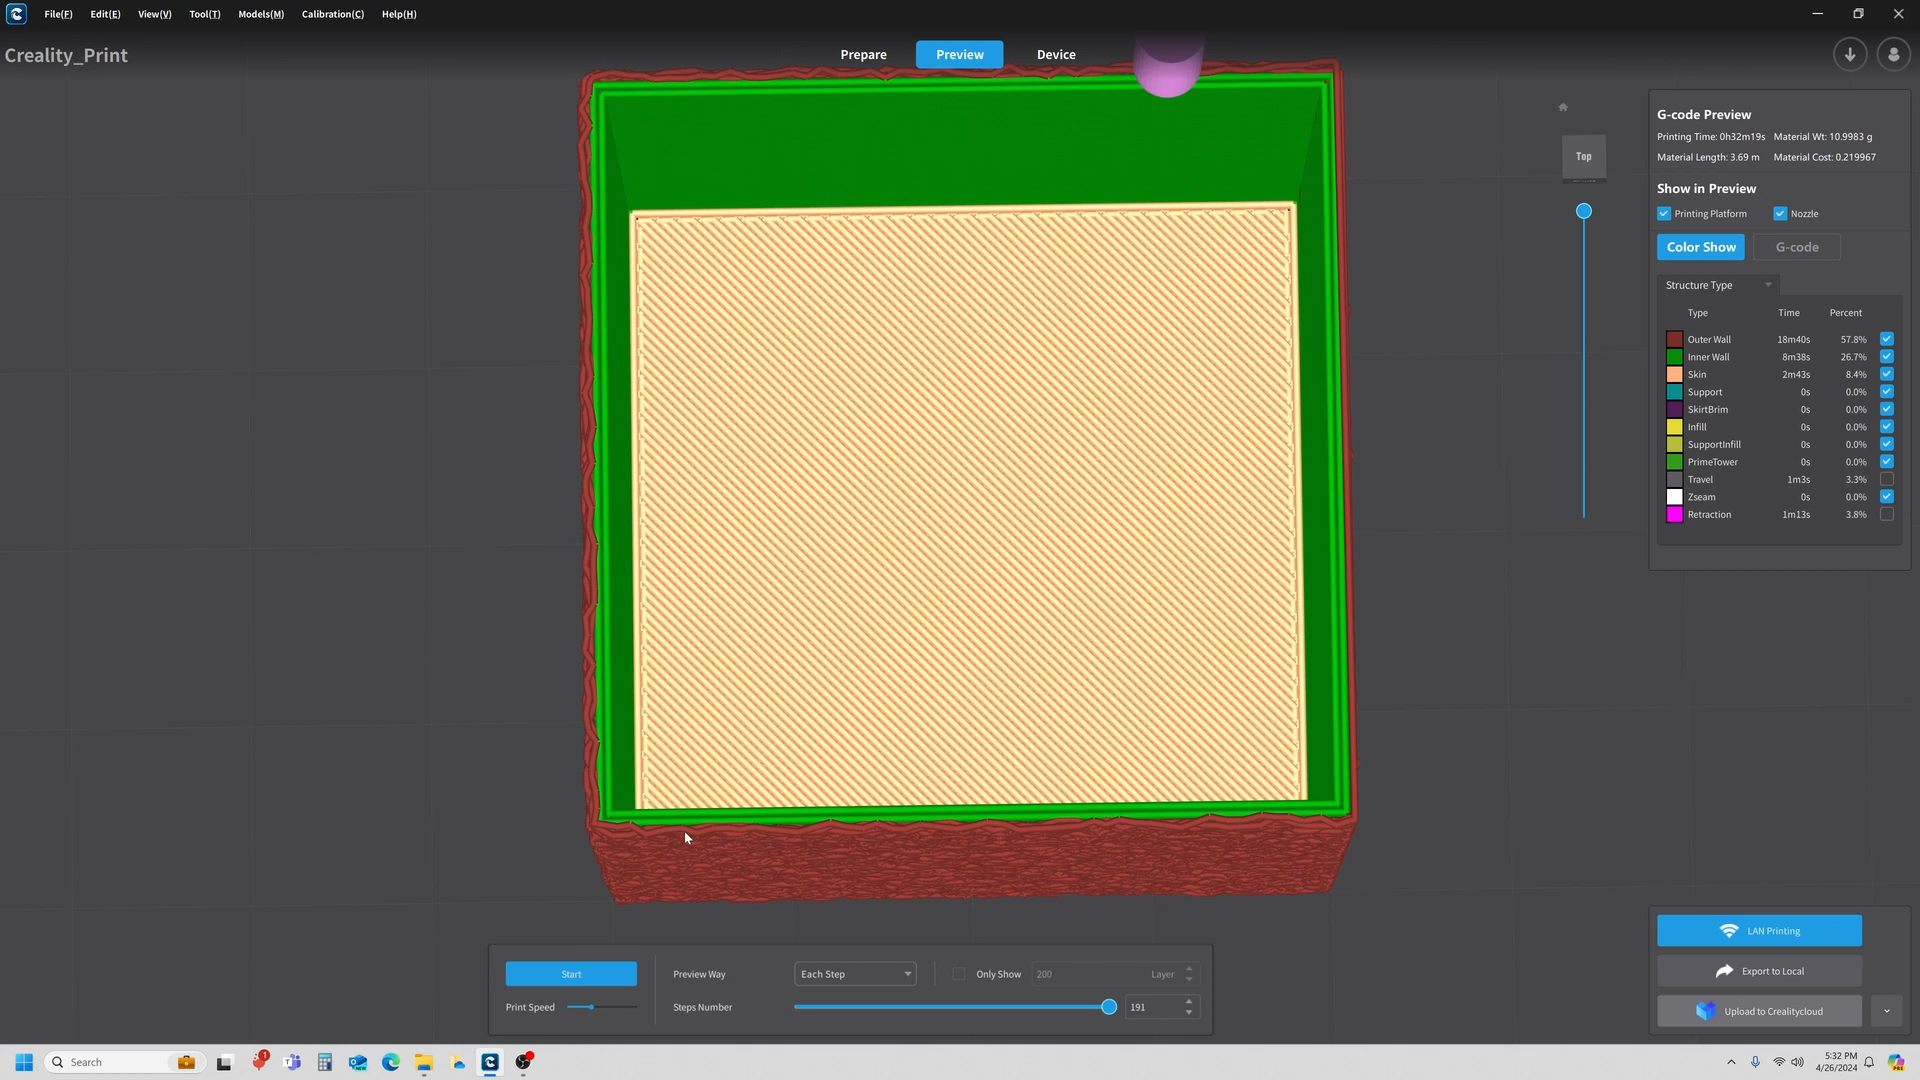 File(F) Edit(E) View(V) Tool(T) Models(M) Calibration(C) Help(H)
Creality_Print
Prepare Preview Device
Top
G-code Preview
Printing Time: 0h32m19s Material Wt: 10.9983 g
Material Length: 3.69 m Material Cost: 0.219967
Show in Preview
Printing Platform Nozzle
Color Show G-code
Structure Type
Type Time Percent
Outer Wall 18m40s 57.8%
Inner Wall 8m38s 26.7%
Skin 2m43s 8.4%
Support 0s 0.0%
SkirtBrim 0s 0.0%
Infill 0s 0.0%
SupportInfill 0s 0.0%
PrimeTower 0s 0.0%
Travel 1m3s 3.3%
Zseam 0s 0.0%
Retraction 1m13s 3.8%
LAN Printing
Export to Local
Upload to Crealitycloud
Start Preview Way Each Step Only Show 200 Layer
Print Speed Steps Number 191
Search
1
NEW
PRE
5:32 PM
4/26/2024